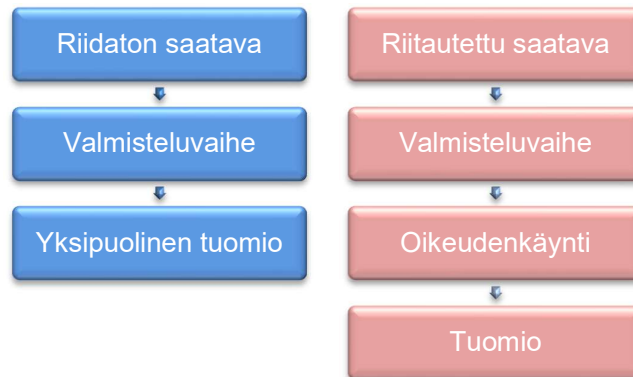 Riidaton saatava
Valmisteluvaihe
Yksipuolinen tuomio
Riitautettu saatava
Valmisteluvaihe
Oikeudenkäynti
Tuomio